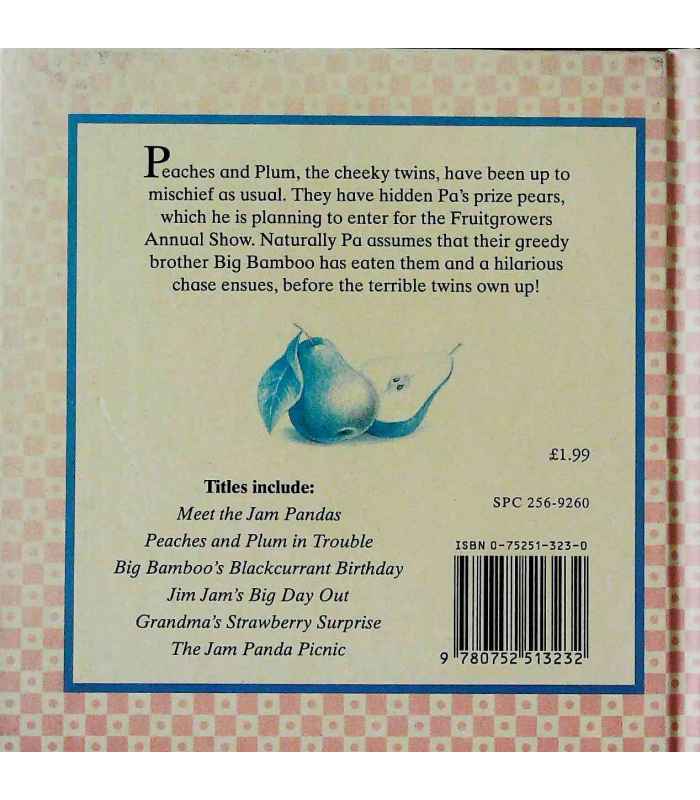 Peaches and Plum, the cheeky twins, have been up to
mischief as usual. They have hidden Pa's prize pears,
which he is planning to enter for the Fruitgrowers
Annual Show. Naturally Pa assumes that their greedy
brother Big Bamboo has eaten them and a hilarious
chase ensues, before the terrible twins own up!
£1.99
Titles include:
Meet the Jam Pandas
Peaches and Plum in Trouble
Big Bamboo's Blackcurrant Birthday
Jim Jam's Big Day Out
Grandma's Strawberry Surprise
The Jam Panda Picnic
SPC 256-9260
ISBN 0-75251-323-0
9 780752 513232